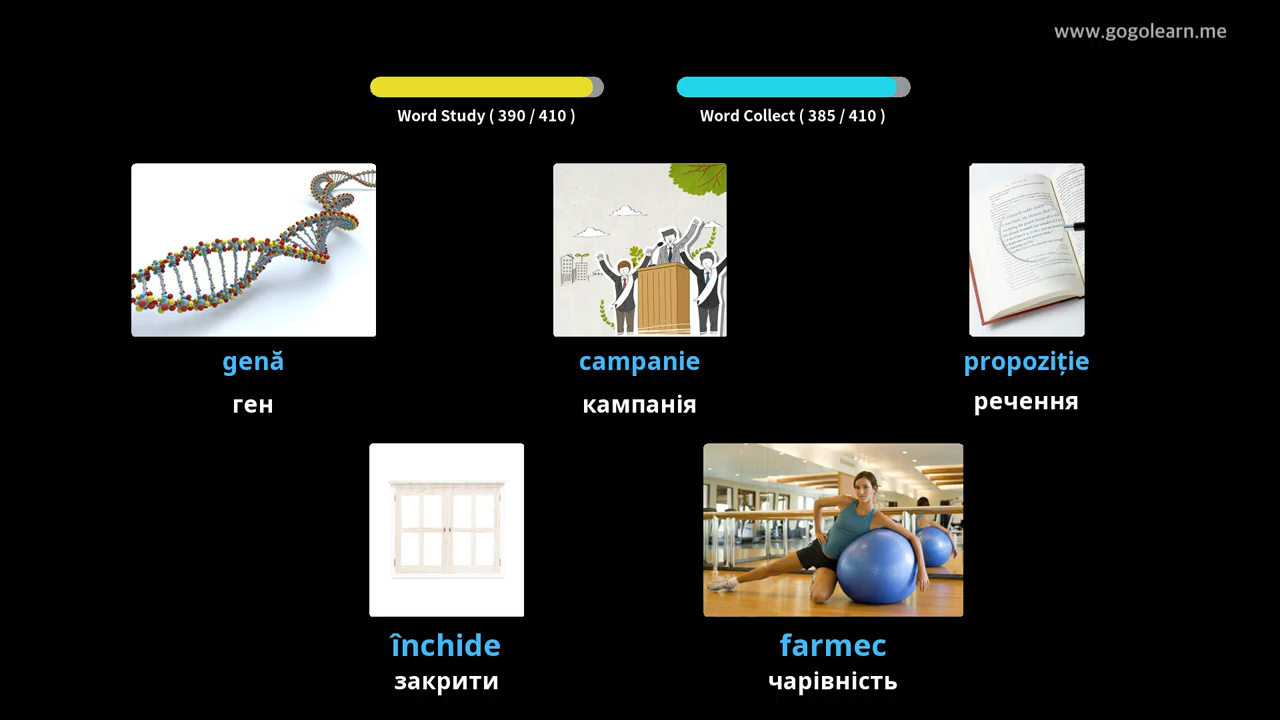 www.gogolearn.me
Word Study ( 390 / 410 )
Word Collect ( 385 / 410 )
genă
campanie
propoziție
ген
кампанія
речення
închide
farmec
закрити
чарівність